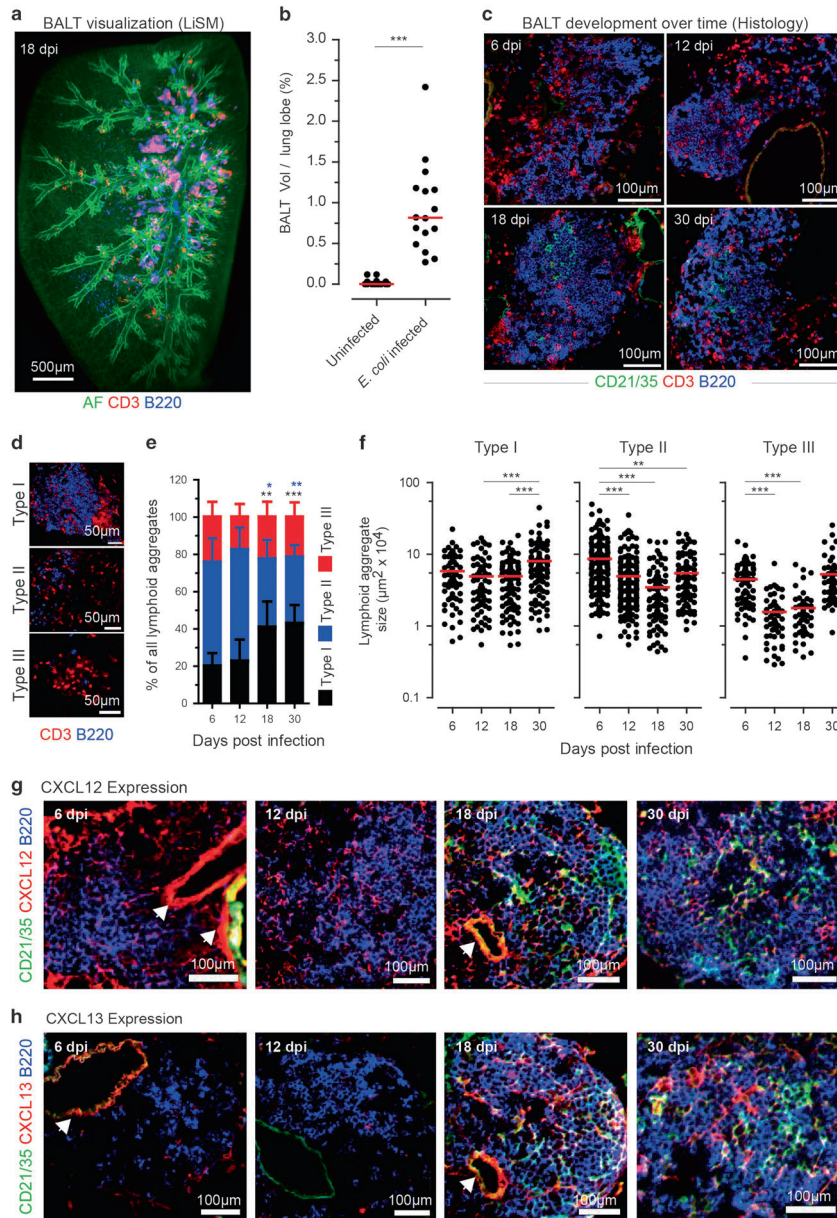 a
BALT visualization (LiSM)
18 dpi
500µm
AF CD3 B220
b
3.0
2.5
2.0
1.5
1.0
0.5
0.0
BALT Vol / lung lobe (%)
***
Uninfected
E. coli infected
c
BALT development over time (Histology)
6 dpi
12 dpi
100µm
100µm
18 dpi
30 dpi
100µm
100µm
CD21/35 CD3 B220
d
Type I
50µm
Type II
50µm
Type III
50µm
CD3 B220
e
120
100
80
60
40
20
0
% of all lymphoid aggregates
* **
** ***
6 12 18 30
Days post infection
Type III
Type II
Type I
f
Type I Type II Type III
100
10
1
0.1
Lymphoid aggregate
size (µm² x 10⁴)
***
***
**
***
***
***
***
6 12 18 30
6 12 18 30
6 12 18 30
Days post infection
g CXCL12 Expression
CD21/35 CXCL12 B220
6 dpi
12 dpi
18 dpi
30 dpi
100µm
100µm
100µm
100µm
h CXCL13 Expression
CD21/35 CXCL13 B220
6 dpi
12 dpi
18 dpi
30 dpi
100µm
100µm
100µm
100µm